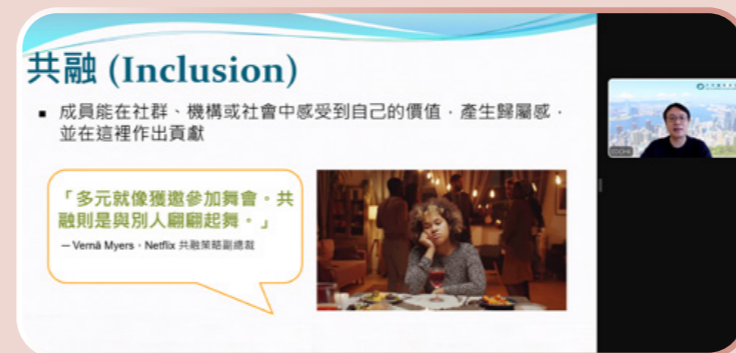 共融 (Inclusion)
▪ 成員能在社群、機構或社會中感受到自己的價值，產生歸屬感，
並在這裡作出貢獻
「多元就像獲邀參加舞會。共
融則是與別人翩翩起舞。」
— Vernā Myers，Netflix 共融策略副總裁